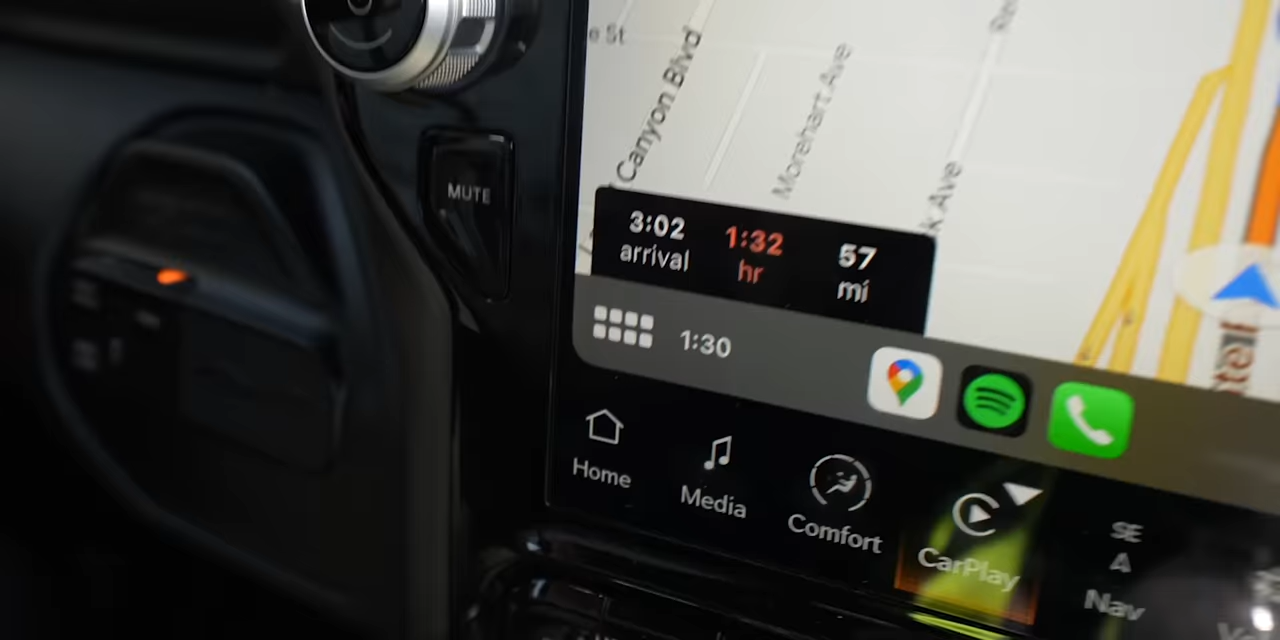 e St
Canyon Blvd
Morehart Ave
k Ave
MUTE
3:02
arrival
1:32
hr
57
mi
1:30
Home
Media
Comfort
CarPlay
SE
A
Nav